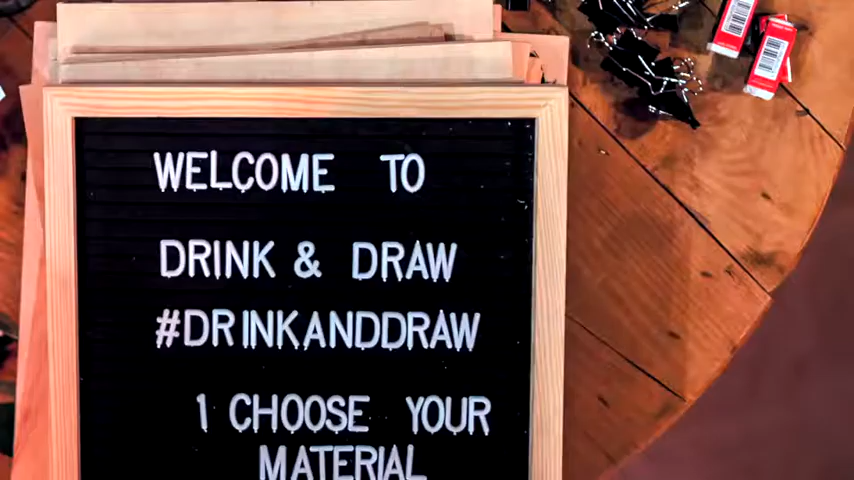 WELCOME TO
DRINK & DRAW
#DRINKANDDRAW
1 CHOOSE YOUR
MATERIAL